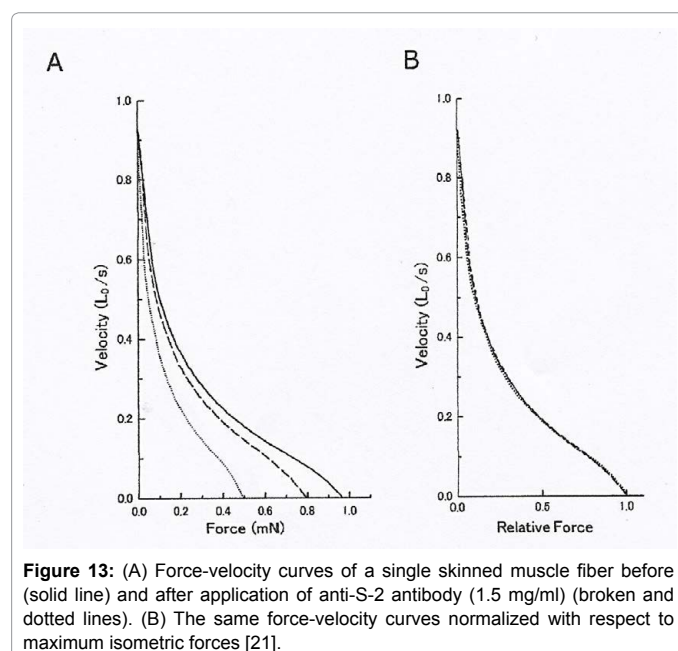 A
B
1.0
0.8
0.6
0.4
0.2
0.0
Velocity (L₀/s)
0.0 0.2 0.4 0.6 0.8 1.0
Force (mN)
1.0
0.8
0.6
0.4
0.2
0.0
Velocity (L₀/s)
0.0 0.5 1.0
Relative Force
Figure 13: (A) Force-velocity curves of a single skinned muscle fiber before
(solid line) and after application of anti-S-2 antibody (1.5 mg/ml) (broken and
dotted lines). (B) The same force-velocity curves normalized with respect to
maximum isometric forces [21].